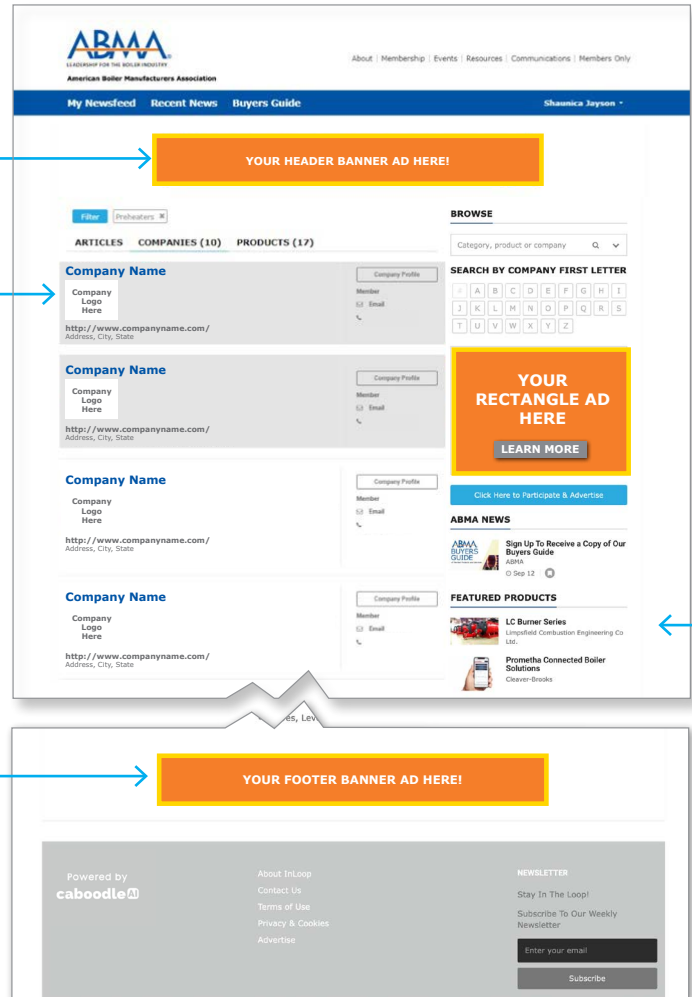 ABMA
LEADERSHIP FOR THE BOILER INDUSTRY
American Boiler Manufacturers Association
About | Membership | Events | Resources | Communications | Members Only
My Newsfeed Recent News Buyers Guide
Shaunica Jayson
YOUR HEADER BANNER AD HERE!
Filter Preheaters ×
ARTICLES COMPANIES (10) PRODUCTS (17)
Company Name
Company
Logo
Here
http://www.companyname.com/
Address, City, State
Company Profile
Member
Email
Company Name
Company
Logo
Here
http://www.companyname.com/
Address, City, State
Company Profile
Member
Email
Company Name
Company
Logo
Here
http://www.companyname.com/
Address, City, State
Company Profile
Member
Email
Company Name
Company
Logo
Here
http://www.companyname.com/
Address, City, State
Company Profile
Member
Email
BROWSE
Category, product or company
SEARCH BY COMPANY FIRST LETTER
# A B C D E F G H I
J K L M N O P Q R S
T U V W X Y Z
YOUR
RECTANGLE AD
HERE
LEARN MORE
Click Here to Participate & Advertise
ABMA NEWS
ABMA
BUYERS
GUIDE
Sign Up To Receive a Copy of Our
Buyers Guide
ABMA
Sep 12
FEATURED PRODUCTS
LC Burner Series
Limpsfield Combustion Engineering Co
Ltd.
Prometha Connected Boiler
Solutions
Cleaver-Brooks
YOUR FOOTER BANNER AD HERE!
Powered by
caboodle AI
About InLoop
Contact Us
Terms of Use
Privacy & Cookies
Advertise
NEWSLETTER
Stay In The Loop!
Subscribe To Our Weekly
Newsletter
Enter your email
Subscribe